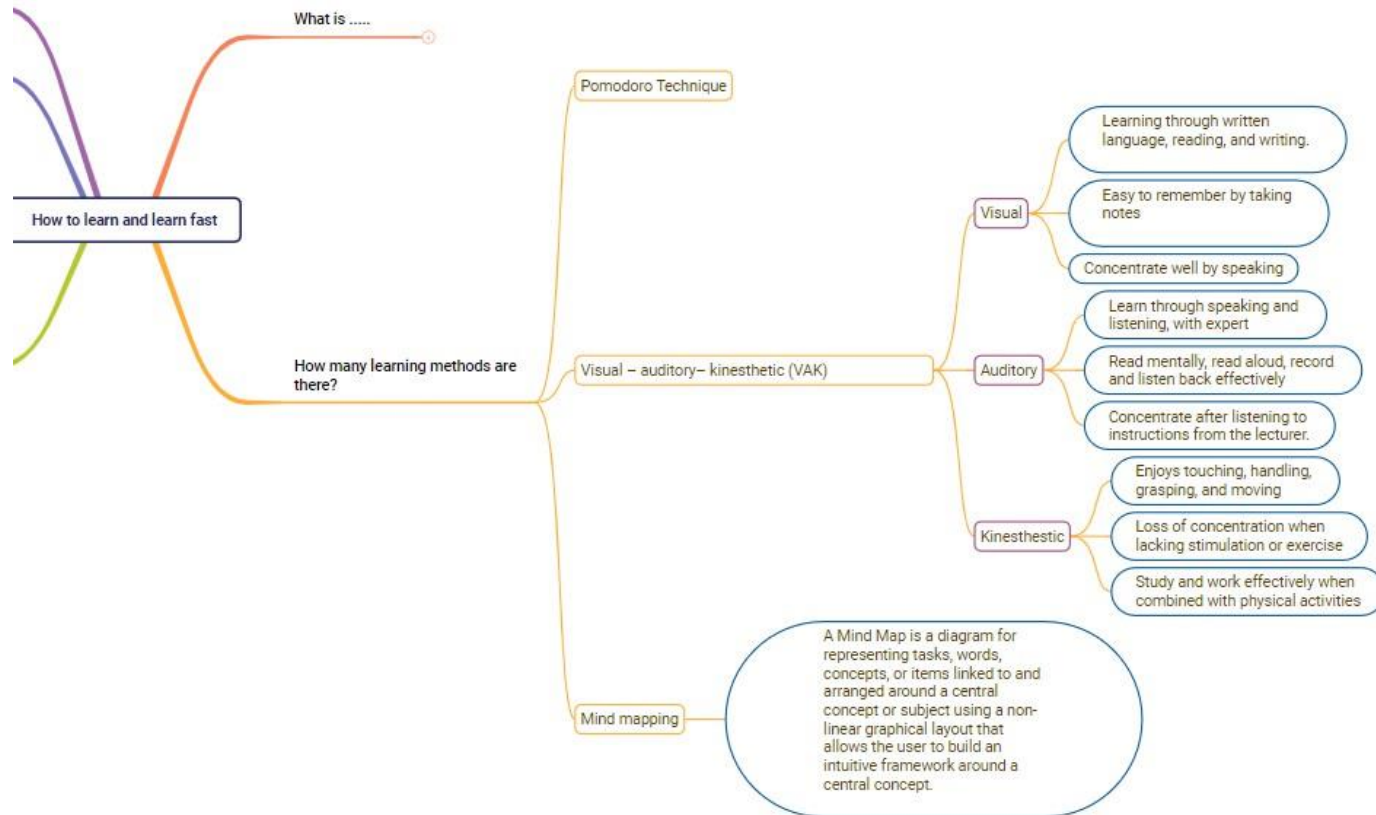 What is .....
Pomodoro Technique
Learning through written
language, reading, and writing.
Visual
Easy to remember by taking
notes
How to learn and learn fast
Concentrate well by speaking
Learn through speaking and
listening, with expert
How many learning methods are
there?
Visual – auditory– kinesthetic (VAK)
Auditory
Read mentally, read aloud, record
and listen back effectively
Concentrate after listening to
instructions from the lecturer.
Enjoys touching, handling,
grasping, and moving
Kinesthestic
Loss of concentration when
lacking stimulation or exercise
Study and work effectively when
combined with physical activities
Mind mapping
A Mind Map is a diagram for
representing tasks, words,
concepts, or items linked to and
arranged around a central
concept or subject using a non-
linear graphical layout that
allows the user to build an
intuitive framework around a
central concept.